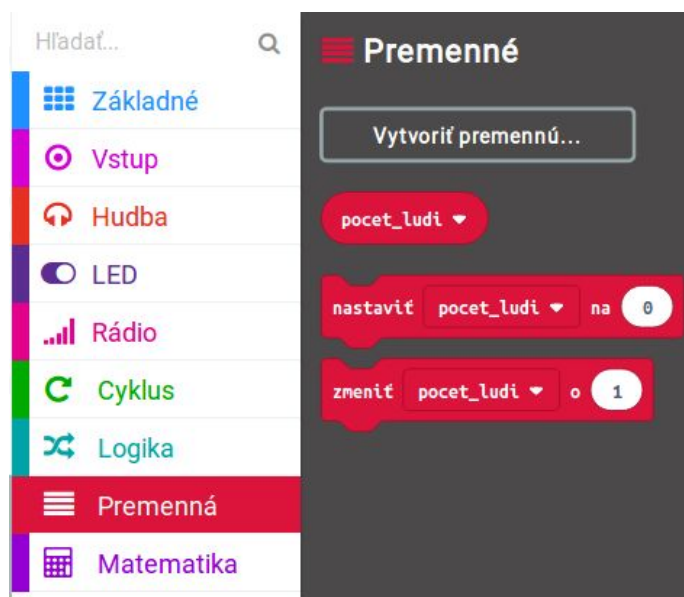 Hľadať...
Základné
Vstup
Hudba
LED
Rádio
Cyklus
Logika
Premenná
Matematika
Premenné
Vytvoriť premennú...
pocet_ludi
nastaviť pocet_ludi na 0
zmeniť pocet_ludi o 1